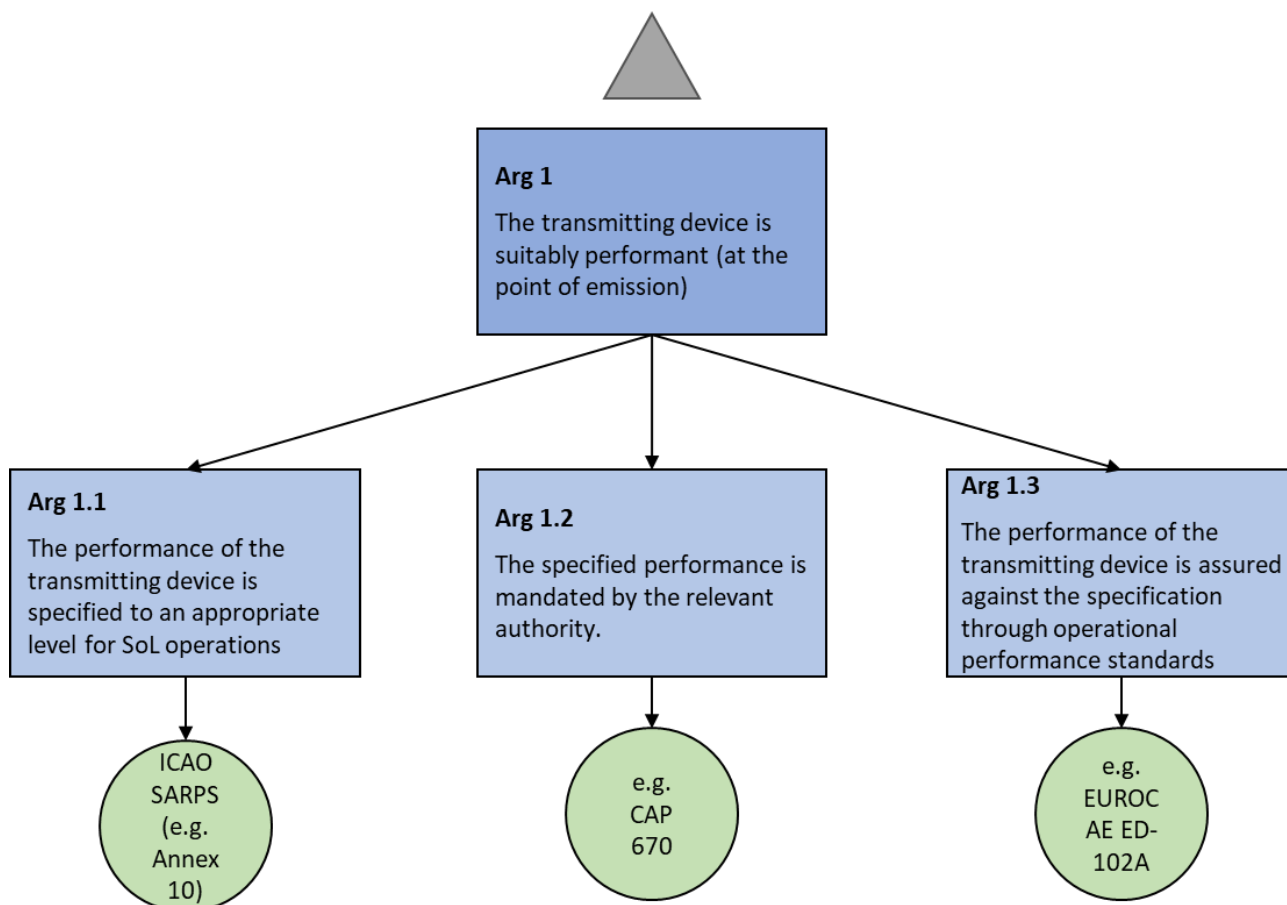 Arg 1
The transmitting device is
suitably performant (at the
point of emission)
Arg 1.1
The performance of the
transmitting device is
specified to an appropriate
level for SoL operations
Arg 1.2
The specified performance is
mandated by the relevant
authority.
Arg 1.3
The performance of the
transmitting device is assured
against the specification
through operational
performance standards
ICAO
SARPS
(e.g.
Annex
10)
e.g.
CAP
670
e.g.
EUROC
AE ED-
102A